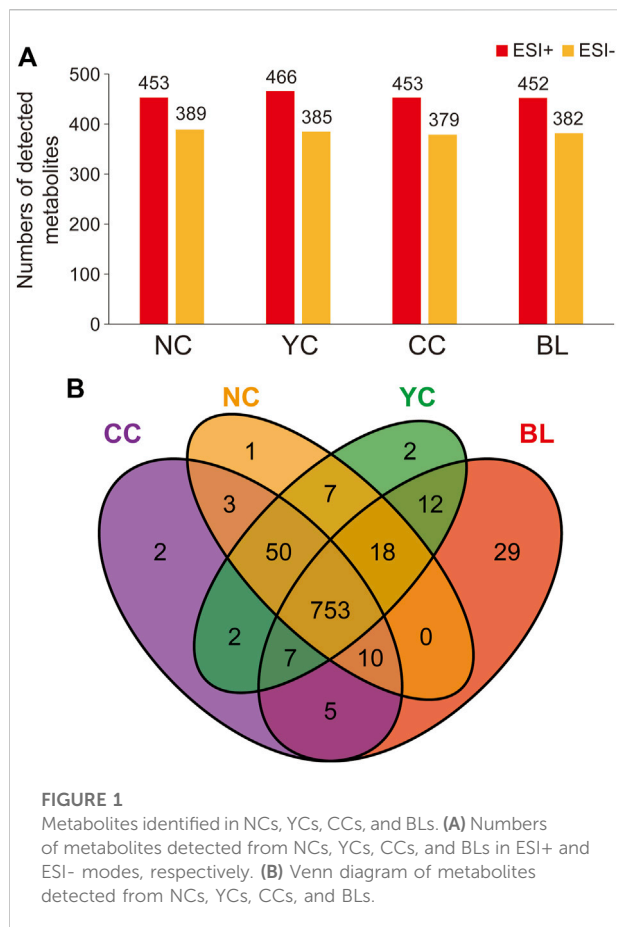 A
ESI+ ESI-
Numbers of detected
metabolites
500
400
300
200
100
0
453 389 466 385 453 379 452 382
NC YC CC BL
B
NC YC
CC BL
1 2
3 7 12
2 50 18 29
753
2 7 10 0
5
FIGURE 1
Metabolites identified in NCs, YCs, CCs, and BLs. (A) Numbers
of metabolites detected from NCs, YCs, CCs, and BLs in ESI+ and
ESI- modes, respectively. (B) Venn diagram of metabolites
detected from NCs, YCs, CCs, and BLs.